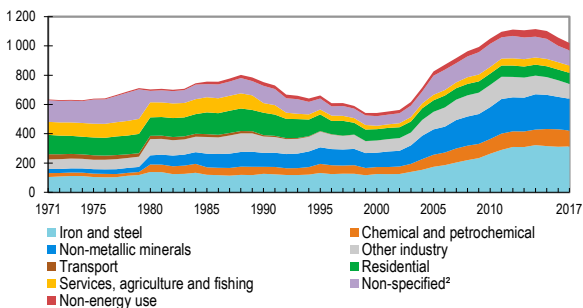 1 200
1 000
800
600
400
200
0
1971 1975 1980 1985 1990 1995 2000 2005 2010 2017
Iron and steel Chemical and petrochemical
Non-metallic minerals Other industry
Transport Residential
Services, agriculture and fishing Non-specified²
Non-energy use